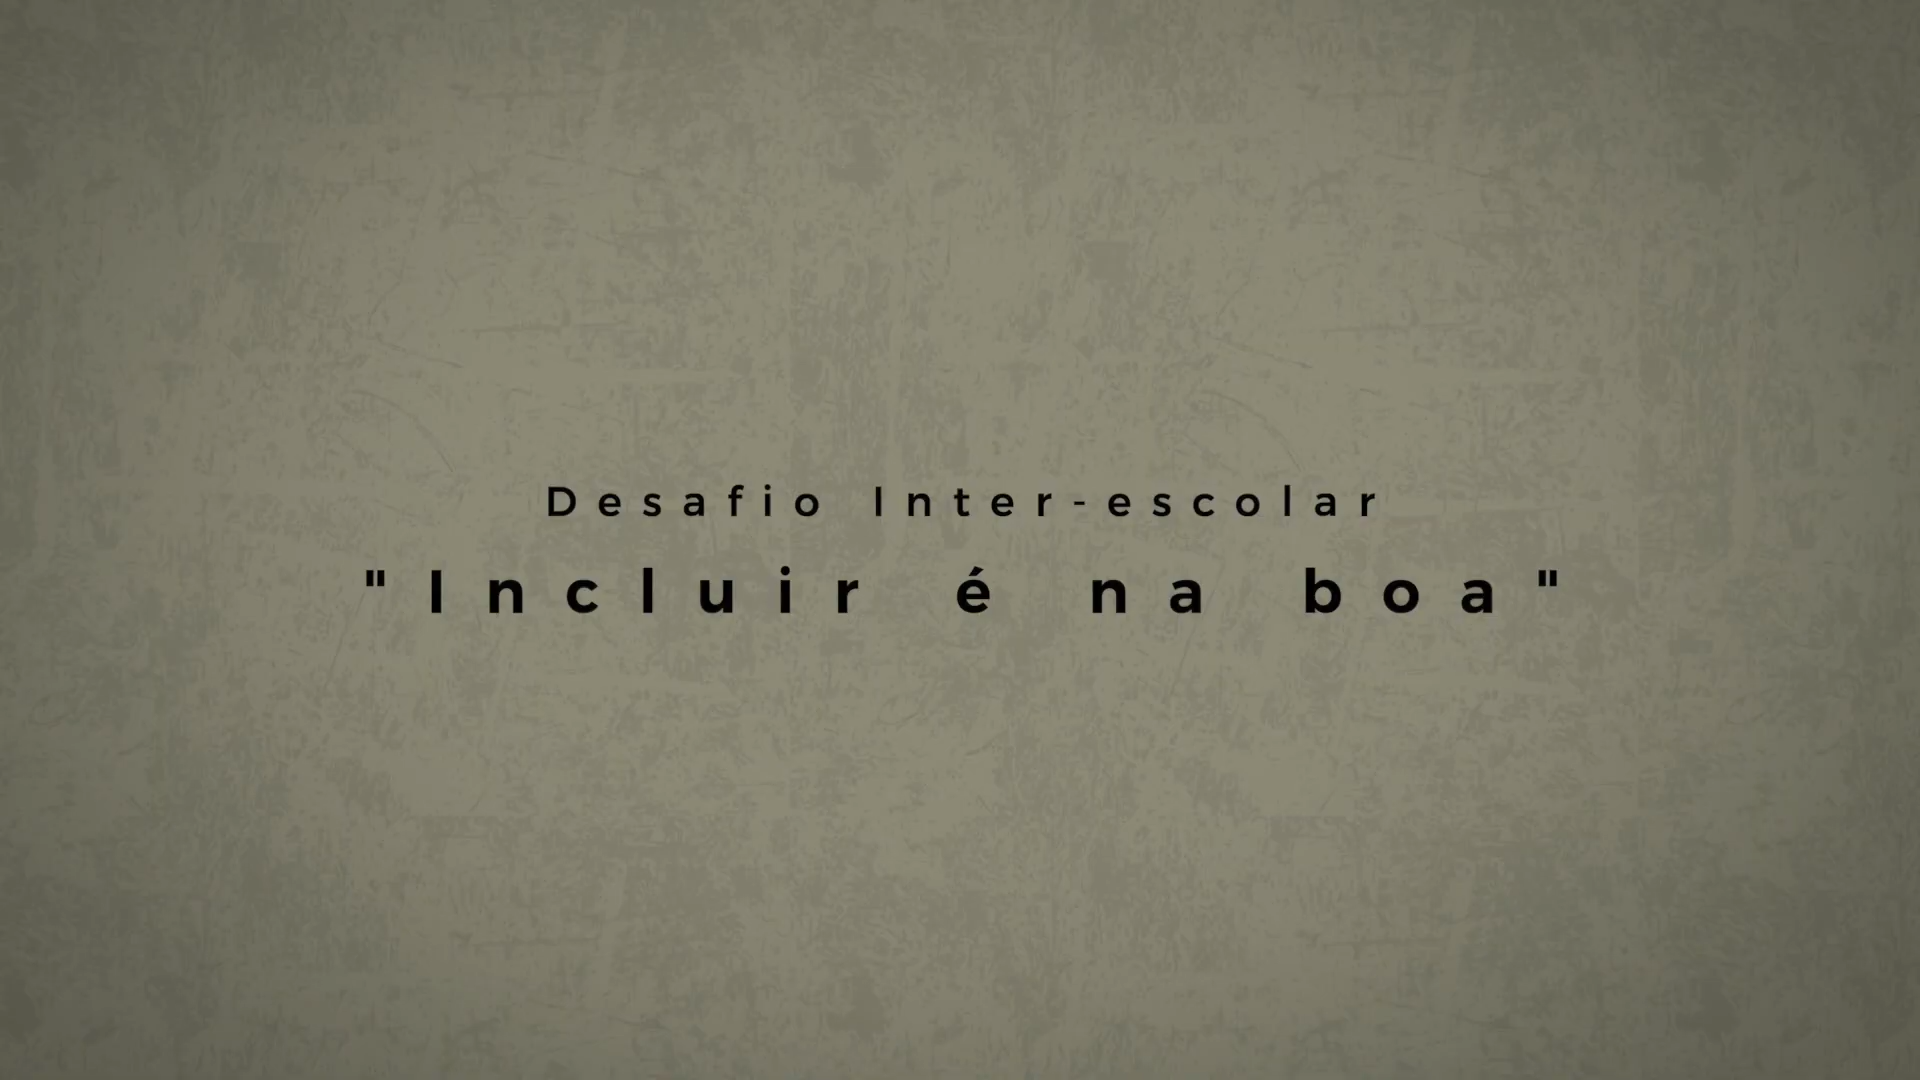 Desafio Inter-escolar
"Incluir é na boa"